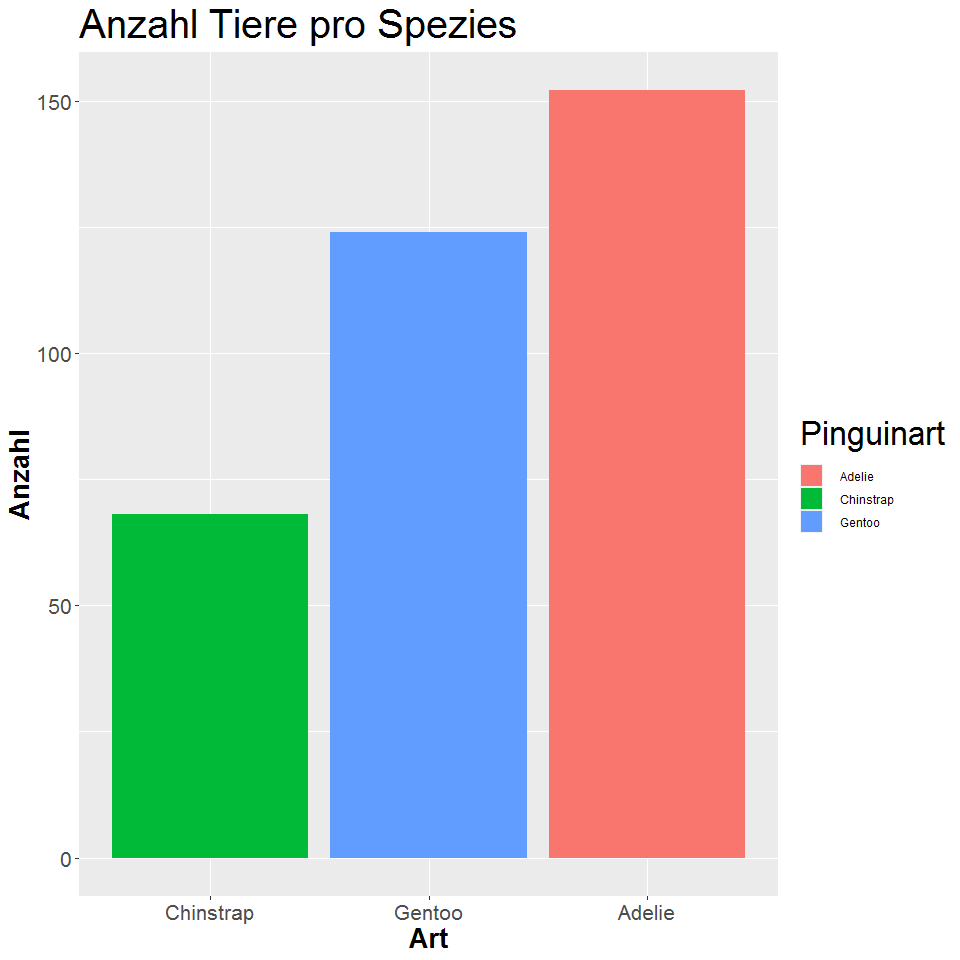 Anzahl Tiere pro Spezies
Anzahl
150
100
50
0
Chinstrap Gentoo Adelie
Art
Pinguinart
Adelie
Chinstrap
Gentoo